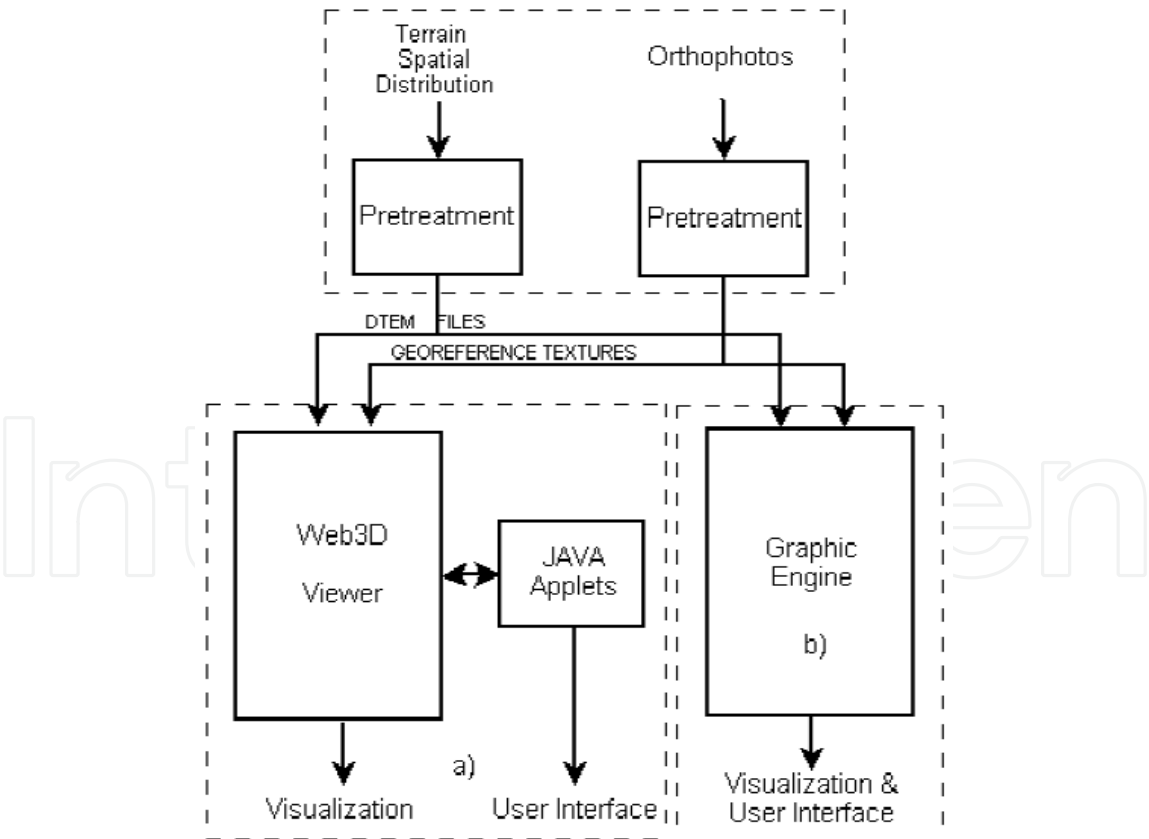 Terrain
Spatial
Distribution
Orthophotos
Pretreatment
Pretreatment
DTEM FILES
GEOREFERENCE TEXTURES
Web3D
Viewer
JAVA
Applets
Graphic
Engine
b)
a)
Visualization
User Interface
Visualization &
User Interface